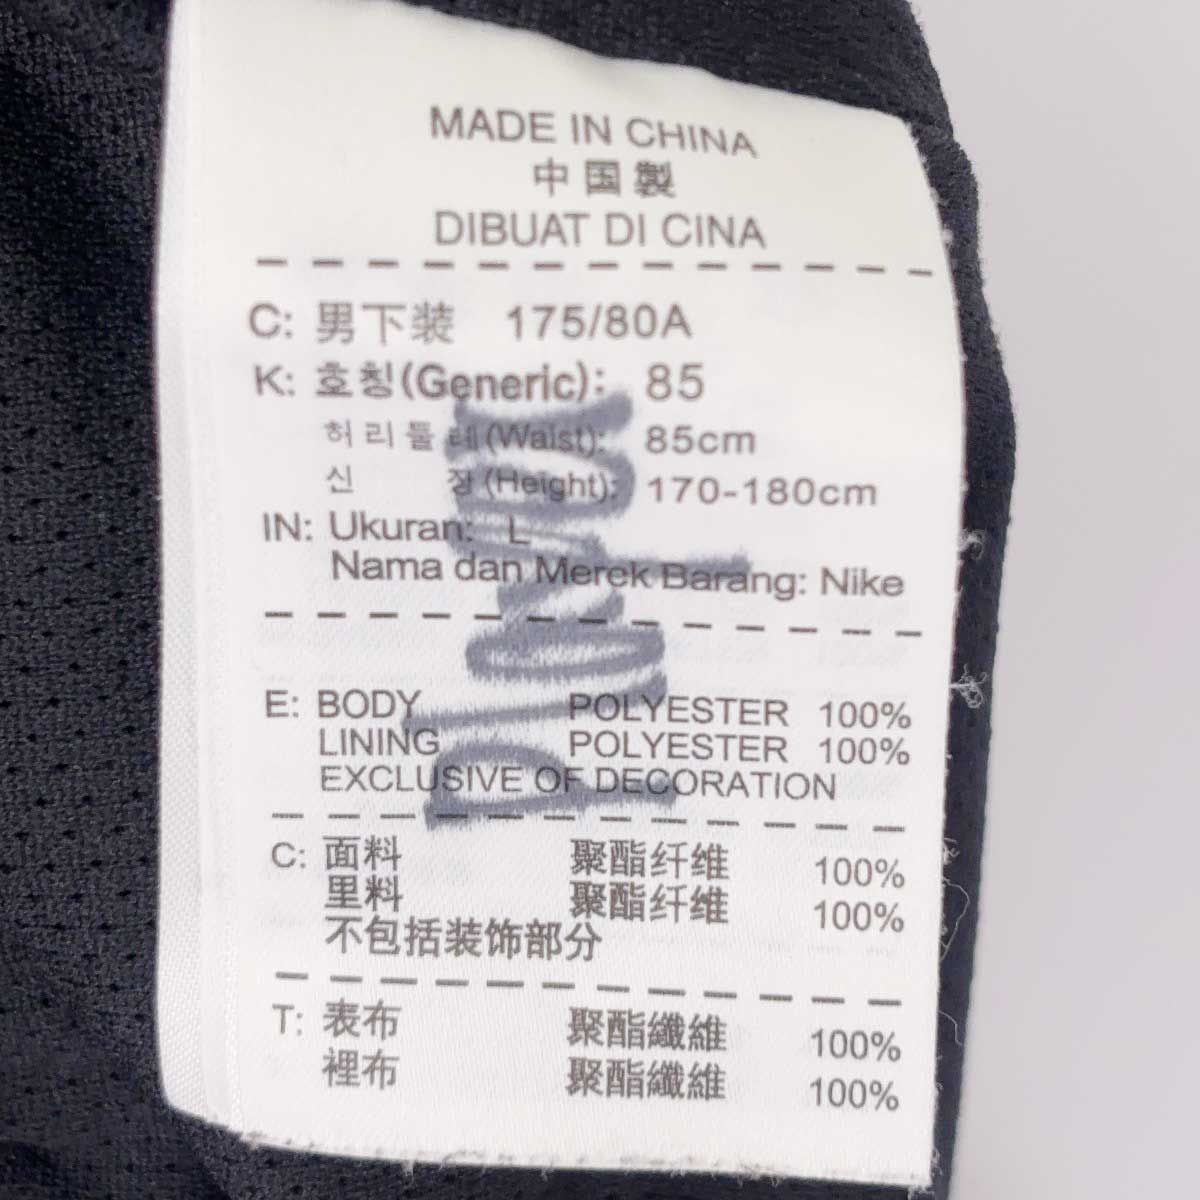 MADE IN CHINA
中国製
DIBUAT DI CINA
C: 男下装 175/80A
K: 호칭(Generic): 85
허리둘레(Waist): 85cm
신 장(Height): 170-180cm
IN: Ukuran: L
Nama dan Merek Barang: Nike
E: BODY POLYESTER 100%
LINING POLYESTER 100%
EXCLUSIVE OF DECORATION
C: 面料 聚酯纤维 100%
里料 聚酯纤维 100%
不包括装饰部分
T: 表布 聚酯纖維 100%
裡布 聚酯纖維 100%